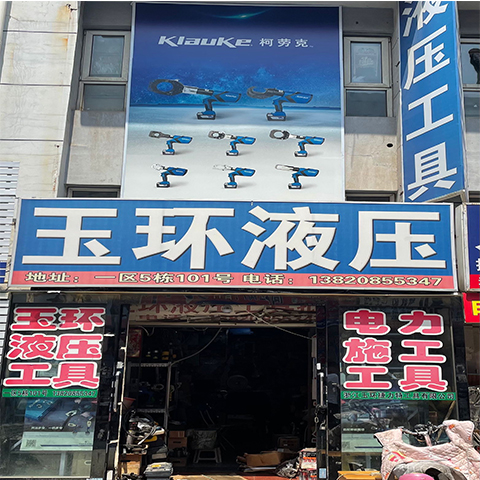 Klauke 柯劳克
液压工具
玉环液压
地址：一区5栋101号 电话：13820855347
玉环
液压
工具
电力
施工
工具